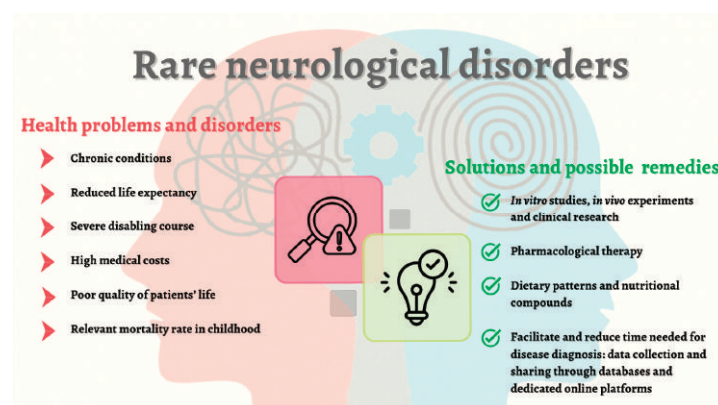 Rare neurological disorders
Health problems and disorders
Chronic conditions
Reduced life expectancy
Severe disabling course
High medical costs
Poor quality of patients' life
Relevant mortality rate in childhood
Solutions and possible remedies
In vitro studies, in vivo experiments
and clinical research
Pharmacological therapy
Dietary patterns and nutritional
compounds
Facilitate and reduce time needed for
disease diagnosis: data collection and
sharing through databases and
dedicated online platforms